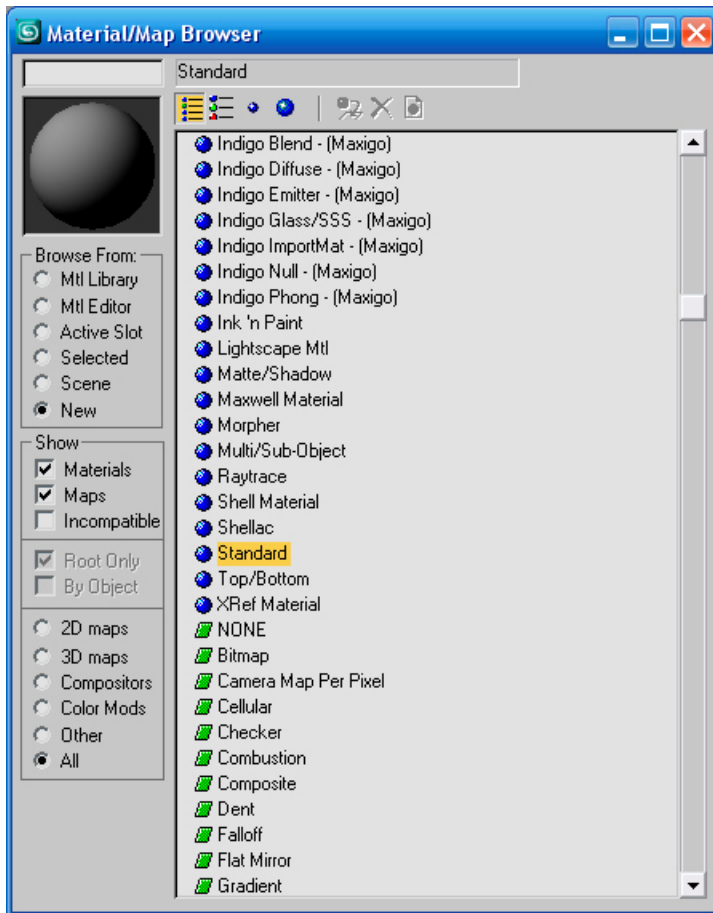 Material/Map Browser
Standard
Browse From:
Mtl Library
Mtl Editor
Active Slot
Selected
Scene
New
Show
Materials
Maps
Incompatible
Root Only
By Object
2D maps
3D maps
Compositors
Color Mods
Other
All
Indigo Blend - (Maxigo)
Indigo Diffuse - (Maxigo)
Indigo Emitter - (Maxigo)
Indigo Glass/SSS - (Maxigo)
Indigo ImportMat - (Maxigo)
Indigo Null - (Maxigo)
Indigo Phong - (Maxigo)
Ink 'n Paint
Lightscape Mtl
Matte/Shadow
Maxwell Material
Morpher
Multi/Sub-Object
Raytrace
Shell Material
Shellac
Standard
Top/Bottom
XRef Material
NONE
Bitmap
Camera Map Per Pixel
Cellular
Checker
Combustion
Composite
Dent
Falloff
Flat Mirror
Gradient